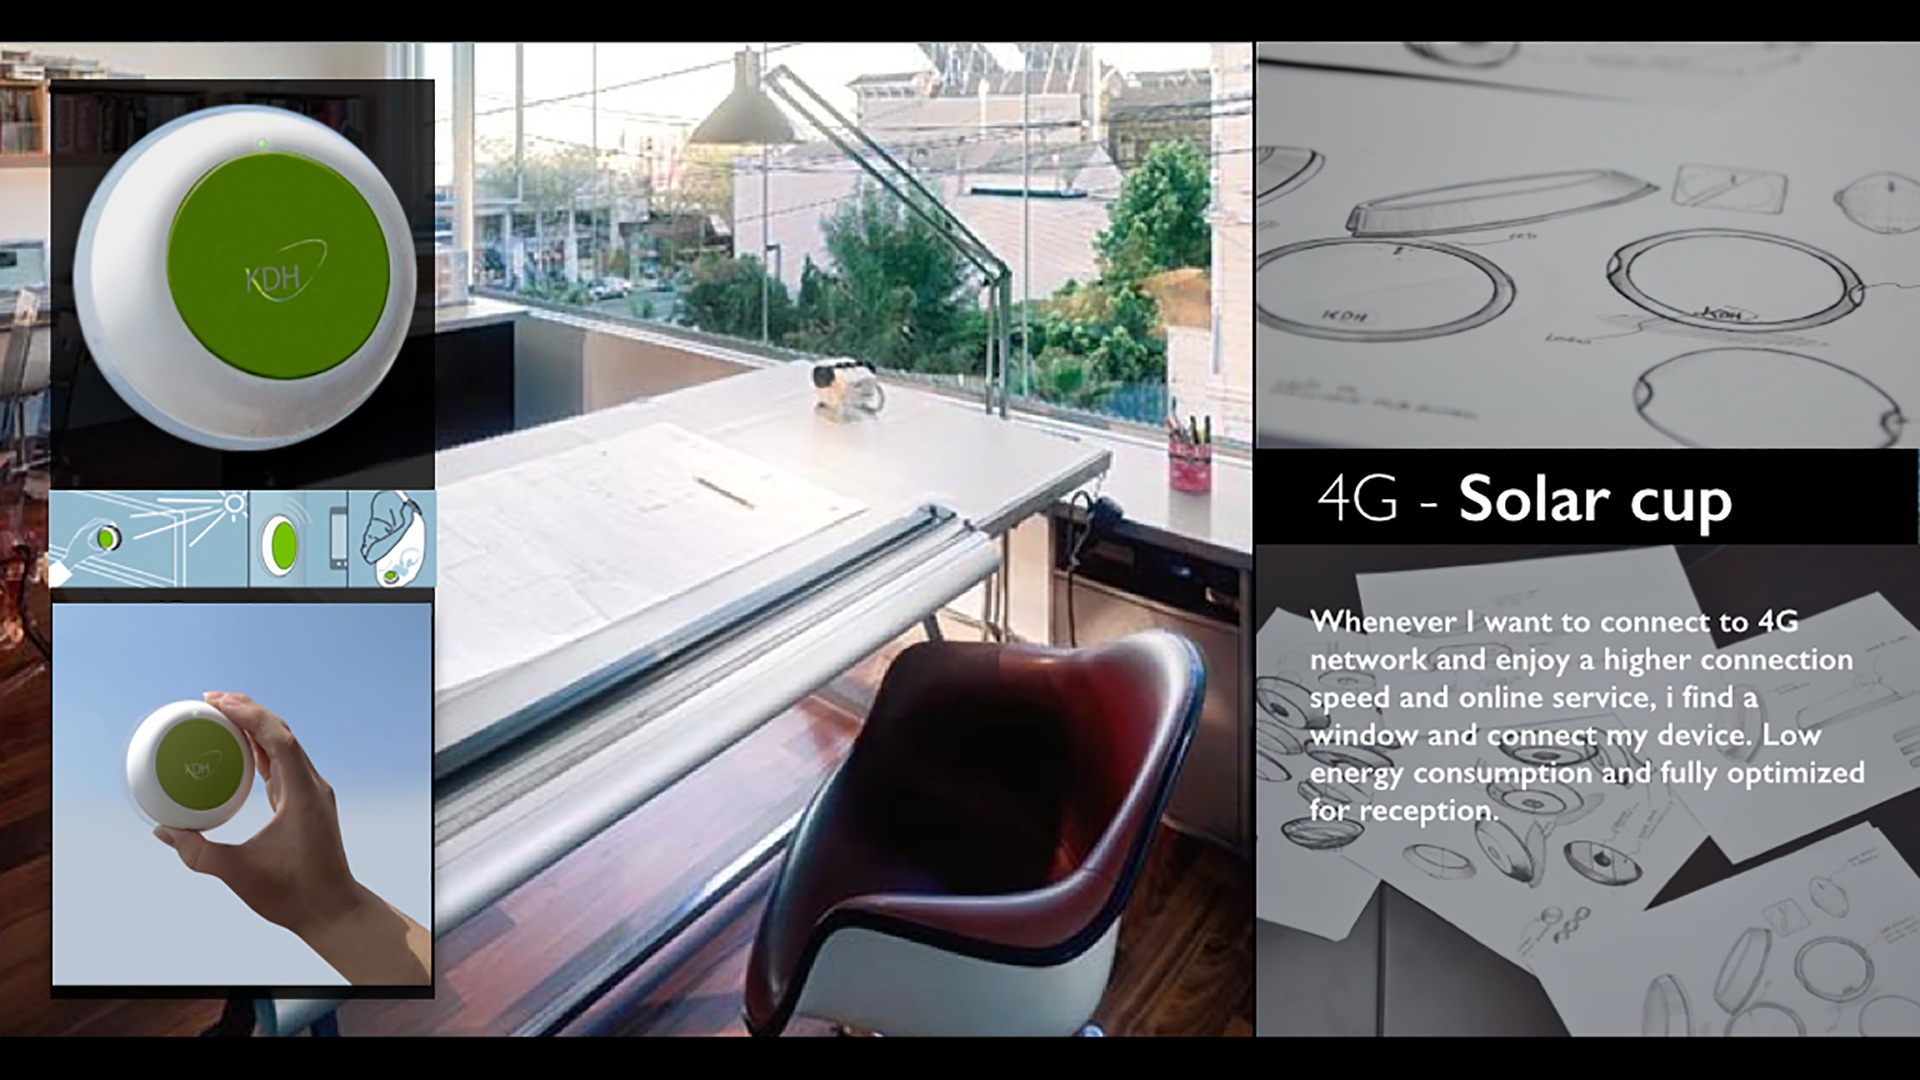 KDH
KDH
KDH
KDH
4G - Solar cup
Whenever I want to connect to 4G
network and enjoy a higher connection
speed and online service, i find a
window and connect my device. Low
energy consumption and fully optimized
for reception.